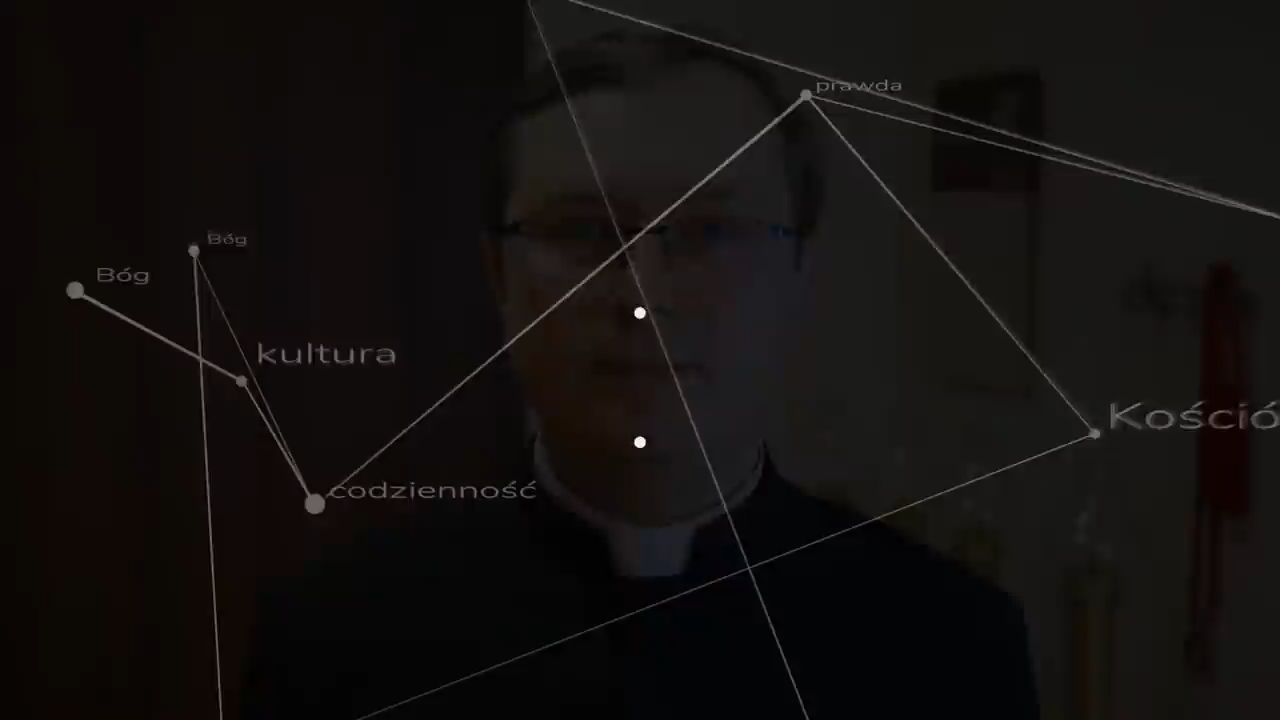 prawda
Bóg
Bóg
kultura
Kośció
codzienność